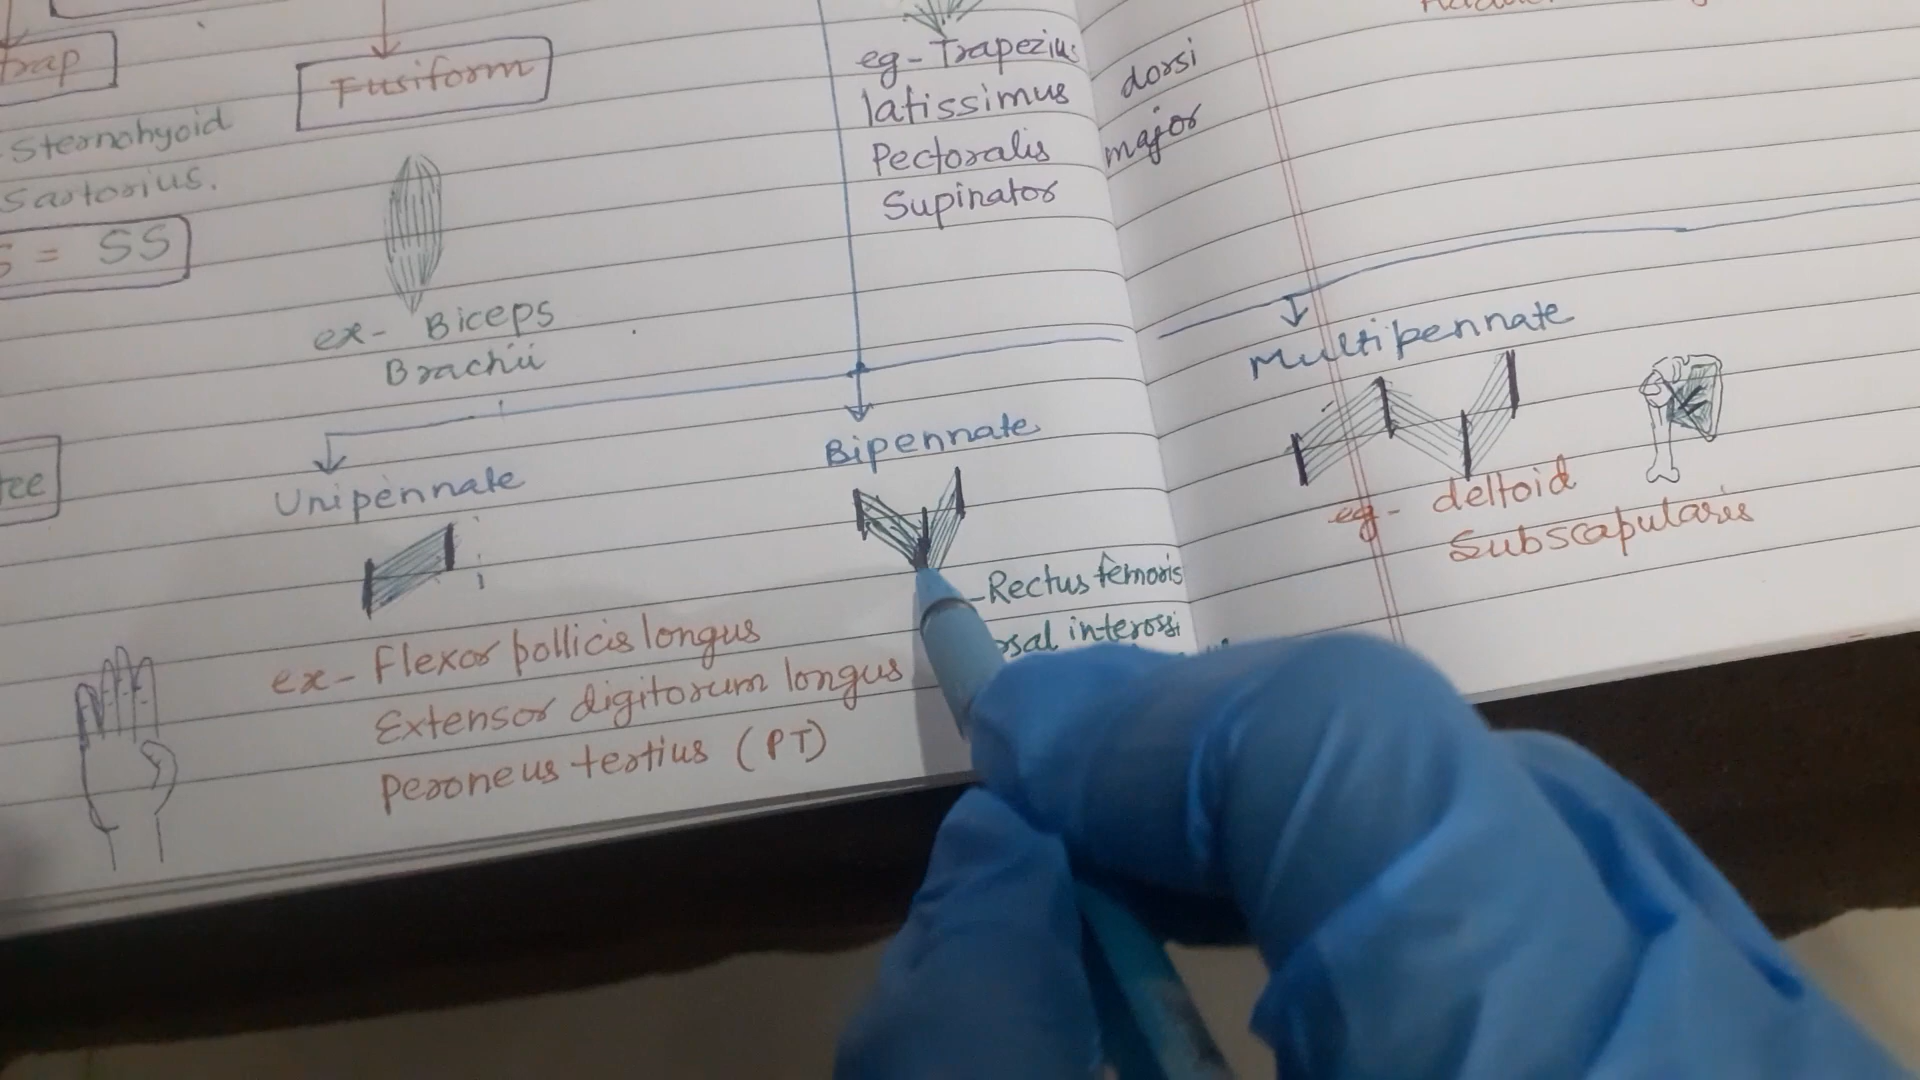 Fusiform
Sternohyoid
Sartorius.
= SS
ex- Biceps
Brachii
eg- Trapezius
latissimus dorsi
Pectoralis major
Supinator
Unipennate
ex- Flexor pollicis longus
Extensor digitorum longus
Peroneus tertius (PT)
Bipennate
Rectus femoris
interossi
Multipennate
eg- deltoid
Subscapularis